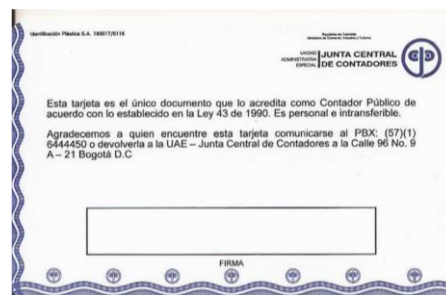 Identificación Plástica S.A. 160017/0118
República de Colombia
Ministerio de Comercio, Industria y Turismo
UNIDAD
ADMINISTRATIVA
ESPECIAL
JUNTA CENTRAL
DE CONTADORES
Esta tarjeta es el único documento que lo acredita como Contador Público de
acuerdo con lo establecido en la Ley 43 de 1990. Es personal e intransferible.
Agradecemos a quien encuentre esta tarjeta comunicarse al PBX: (57)(1)
6444450 o devolverla a la UAE – Junta Central de Contadores a la Calle 96 No. 9
A – 21 Bogotá D.C
FIRMA